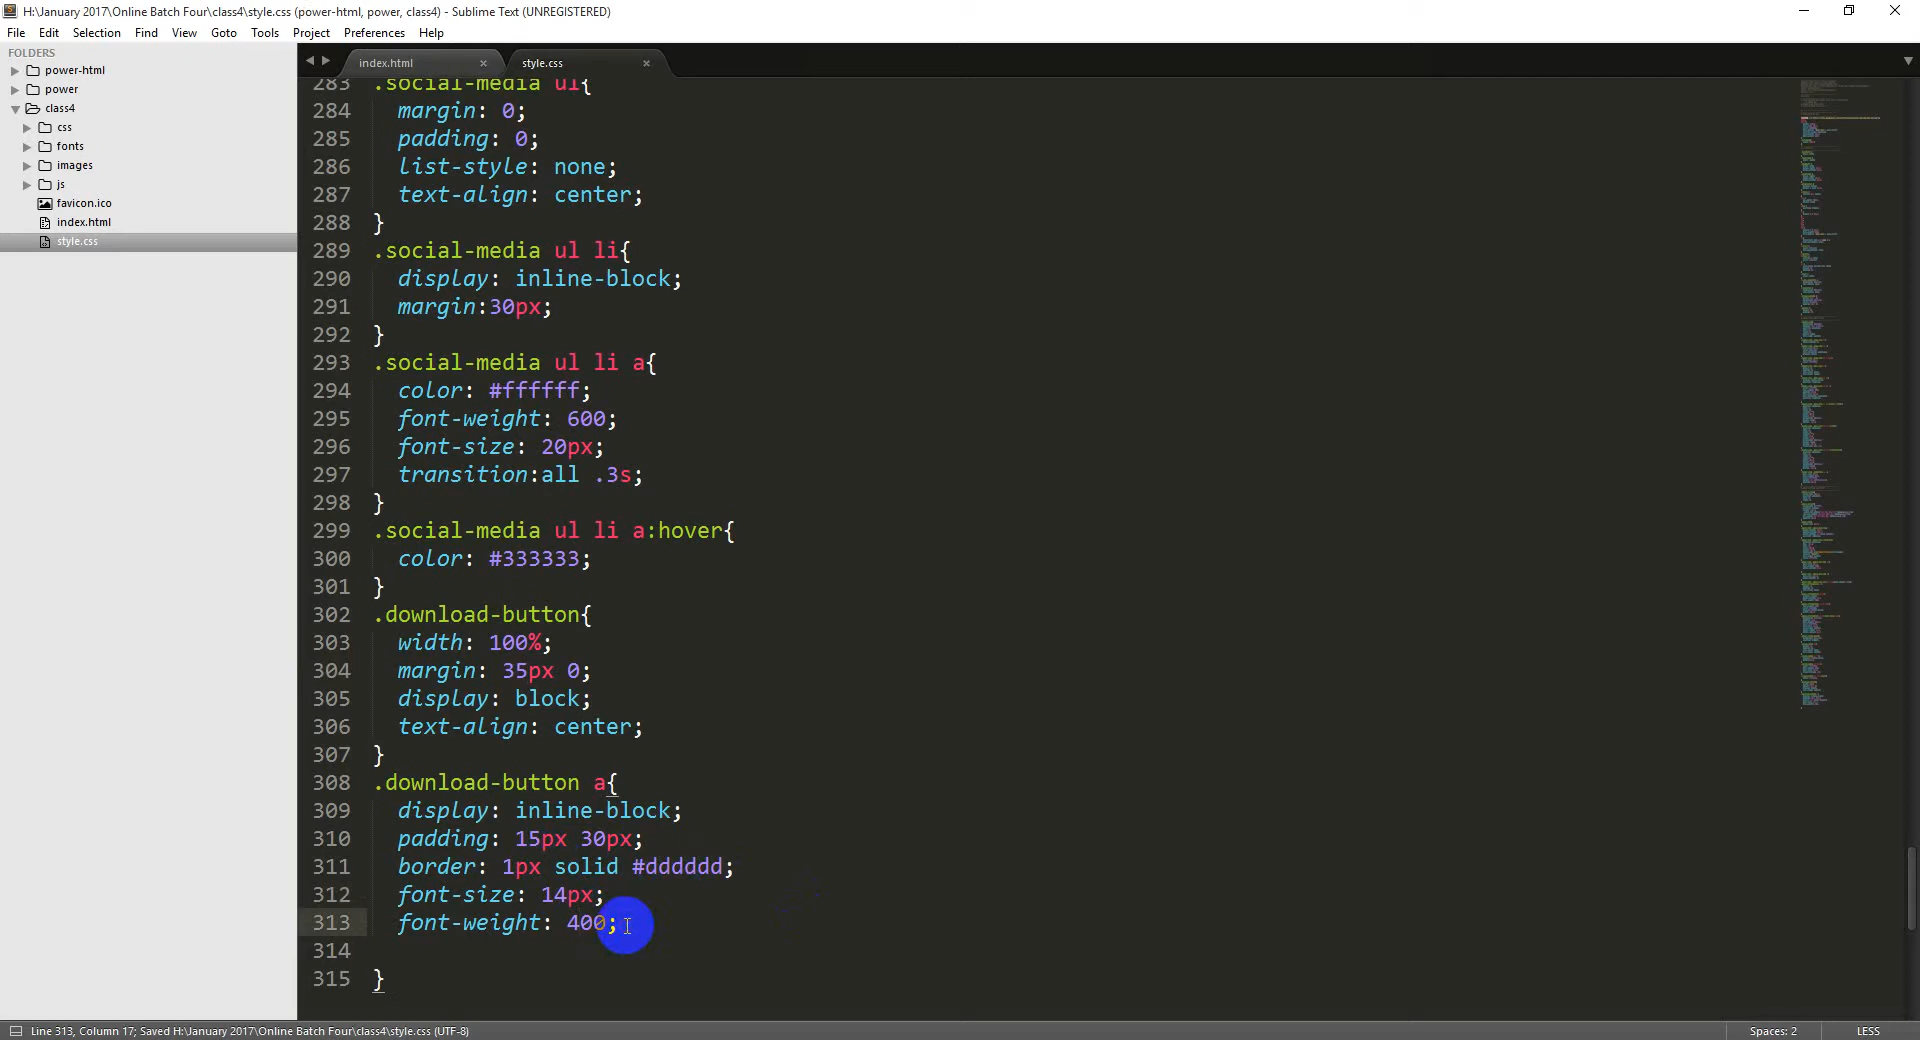 H:\January 2017\Online Batch Four\class4\style.css (power-html, power, class4) - Sublime Text (UNREGISTERED)
File Edit Selection Find View Goto Tools Project Preferences Help
FOLDERS
power-html
power
class4
css
fonts
images
js
favicon.ico
index.html
style.css
index.html
style.css
283 .social-media ul{
284 margin: 0;
285 padding: 0;
286 list-style: none;
287 text-align: center;
288 }
289 .social-media ul li{
290 display: inline-block;
291 margin:30px;
292 }
293 .social-media ul li a{
294 color: #ffffff;
295 font-weight: 600;
296 font-size: 20px;
297 transition:all .3s;
298 }
299 .social-media ul li a:hover{
300 color: #333333;
301 }
302 .download-button{
303 width: 100%;
304 margin: 35px 0;
305 display: block;
306 text-align: center;
307 }
308 .download-button a{
309 display: inline-block;
310 padding: 15px 30px;
311 border: 1px solid #dddddd;
312 font-size: 14px;
313 font-weight: 400;
314
315 }
Line 313, Column 17; Saved H:\January 2017\Online Batch Four\class4\style.css (UTF-8)
Spaces: 2
LESS